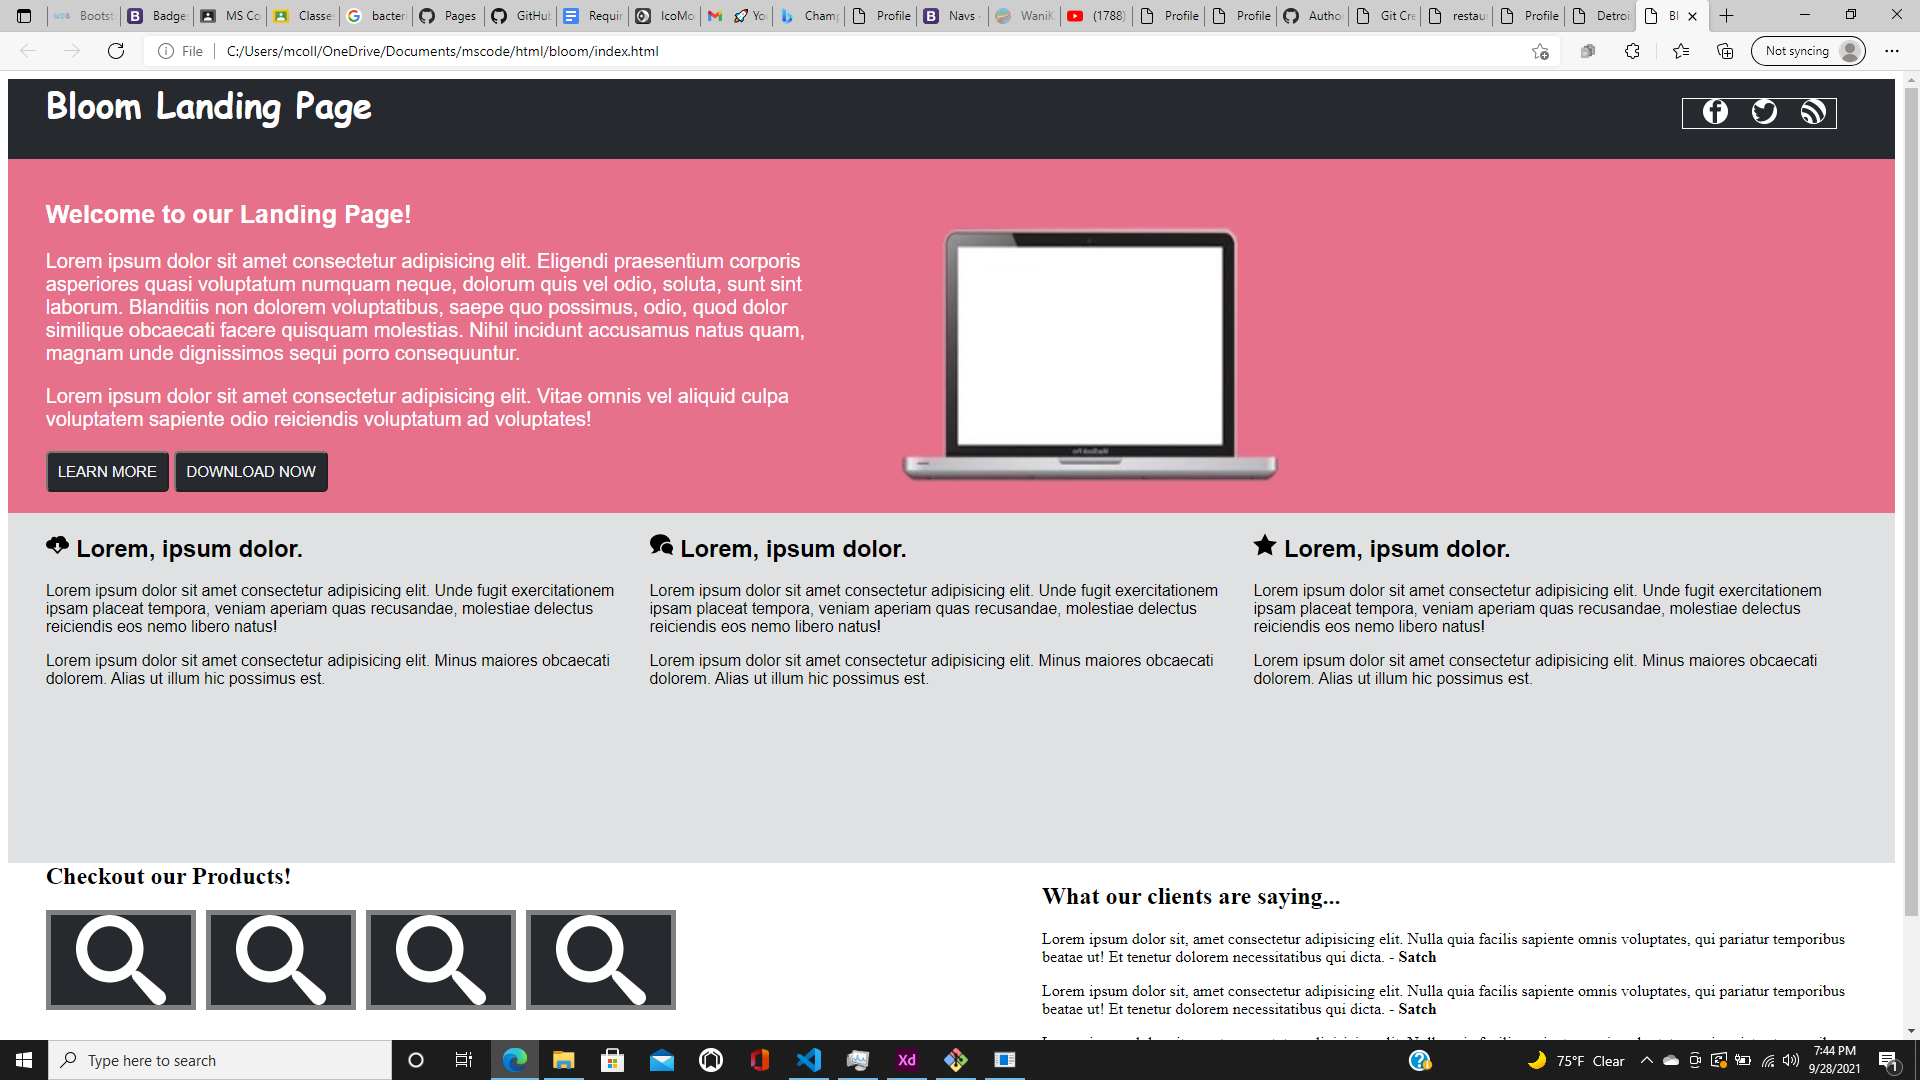 Bootst
Badge
MS Co
Classe
bacteri
Pages
GitHub
Requir
IcoMo
You
Champ
Profile
Navs
WaniK
(1788)
Profile
Profile
Autho
Git Cre
restau
Profile
Detroi
Bl
File
C:/Users/mcoll/OneDrive/Documents/mscode/html/bloom/index.html
Not syncing
Bloom Landing Page
Welcome to our Landing Page!
Lorem ipsum dolor sit amet consectetur adipisicing elit. Eligendi praesentium corporis
asperiores quasi voluptatum numquam neque, dolorum quis vel odio, soluta, sunt sint
laborum. Blanditiis non dolorem voluptatibus, saepe quo possimus, odio, quod dolor
similique obcaecati facere quisquam molestias. Nihil incidunt accusamus natus quam,
magnam unde dignissimos sequi porro consequuntur.
Lorem ipsum dolor sit amet consectetur adipisicing elit. Vitae omnis vel aliquid culpa
voluptatem sapiente odio reiciendis voluptatum ad voluptates!
LEARN MORE
DOWNLOAD NOW
Lorem, ipsum dolor.
Lorem ipsum dolor sit amet consectetur adipisicing elit. Unde fugit exercitationem
ipsam placeat tempora, veniam aperiam quas recusandae, molestiae delectus
reiciendis eos nemo libero natus!
Lorem ipsum dolor sit amet consectetur adipisicing elit. Minus maiores obcaecati
dolorem. Alias ut illum hic possimus est.
Lorem, ipsum dolor.
Lorem ipsum dolor sit amet consectetur adipisicing elit. Unde fugit exercitationem
ipsam placeat tempora, veniam aperiam quas recusandae, molestiae delectus
reiciendis eos nemo libero natus!
Lorem ipsum dolor sit amet consectetur adipisicing elit. Minus maiores obcaecati
dolorem. Alias ut illum hic possimus est.
Lorem, ipsum dolor.
Lorem ipsum dolor sit amet consectetur adipisicing elit. Unde fugit exercitationem
ipsam placeat tempora, veniam aperiam quas recusandae, molestiae delectus
reiciendis eos nemo libero natus!
Lorem ipsum dolor sit amet consectetur adipisicing elit. Minus maiores obcaecati
dolorem. Alias ut illum hic possimus est.
Checkout our Products!
What our clients are saying...
Lorem ipsum dolor sit, amet consectetur adipisicing elit. Nulla quia facilis sapiente omnis voluptates, qui pariatur temporibus
beatae ut! Et tenetur dolorem necessitatibus qui dicta. - Satch
Lorem ipsum dolor sit, amet consectetur adipisicing elit. Nulla quia facilis sapiente omnis voluptates, qui pariatur temporibus
beatae ut! Et tenetur dolorem necessitatibus qui dicta. - Satch
Type here to search
Xd
75°F Clear
7:44 PM
9/28/2021
1